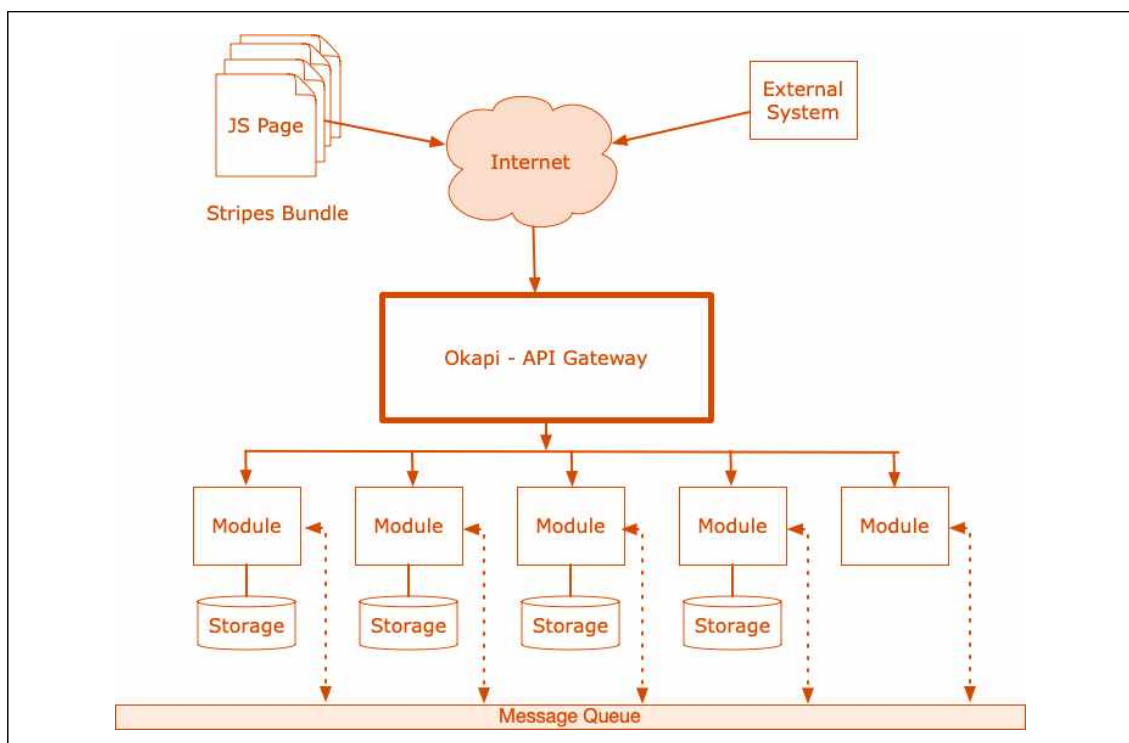 JS Page
External
System
Internet
Stripes Bundle
Okapi - API Gateway
Module
Module
Module
Module
Module
Storage
Storage
Storage
Storage
Message Queue